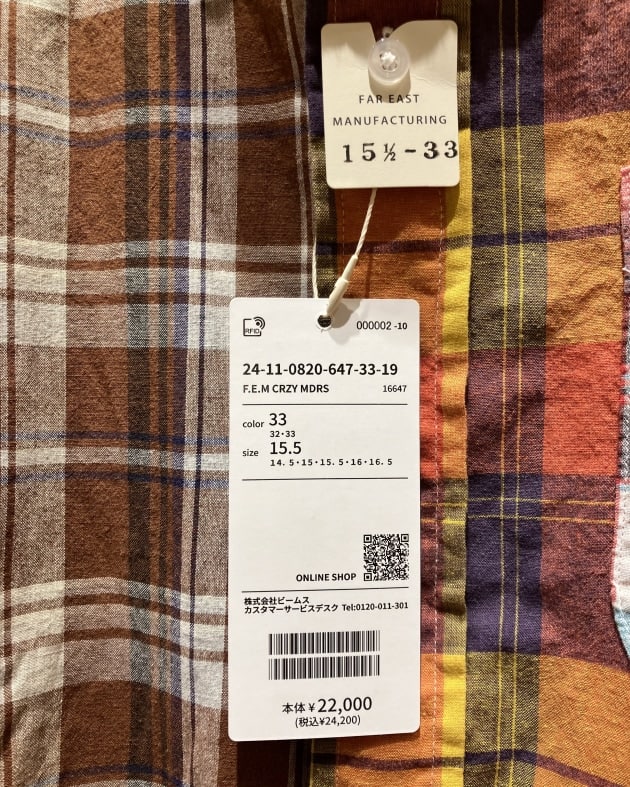 FAR EAST
MANUFACTURING
15½-33
RFID
000002 -10
24-11-0820-647-33-19
F.E.M CRZY MDRS 16647
color 33
32・33
size 15.5
14.5・15・15.5・16・16.5
ONLINE SHOP
株式会社ビームス
カスタマーサービスデスク Tel:0120-011-301
本体¥22,000
(税込¥24,200)